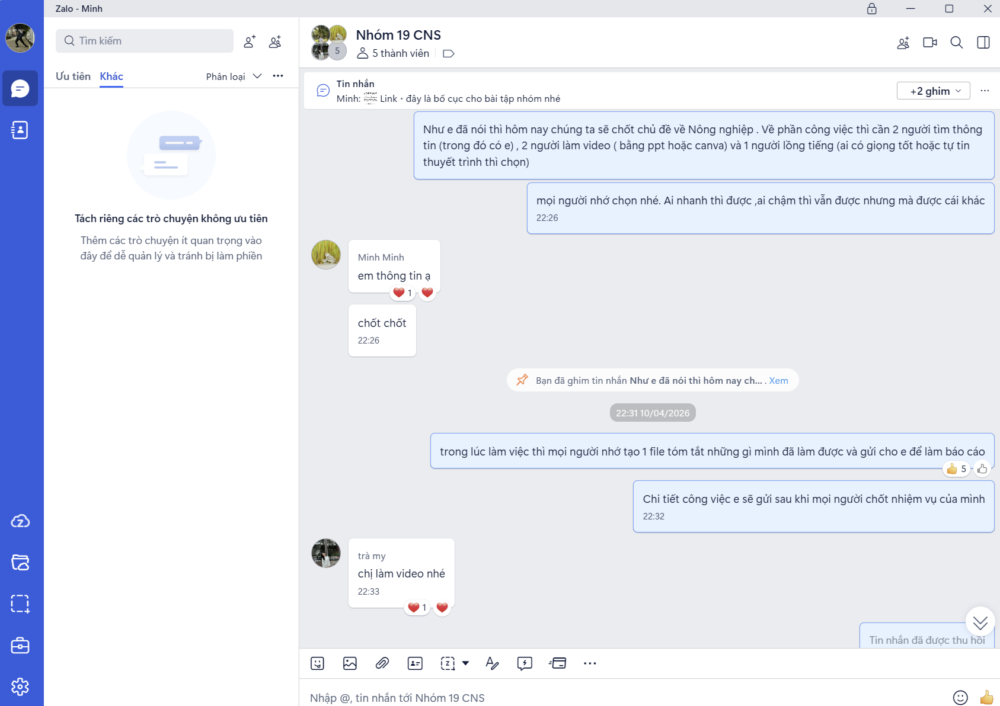 Zalo - Minh
Tìm kiếm
Ưu tiên
Khác
Phân loại
Tách riêng các trò chuyện không ưu tiên
Thêm các trò chuyện ít quan trọng vào
đây để dễ quản lý và tránh bị làm phiền
Nhóm 19 CNS
5
5 thành viên
Tin nhắn
Minh: Link • đây là bố cục cho bài tập nhóm nhé
+2 ghim
Như e đã nói thì hôm nay chúng ta sẽ chốt chủ đề về Nông nghiệp . Về phần công việc thì cần 2 người tìm thông
tin (trong đó có e) , 2 người làm video ( bằng ppt hoặc canva) và 1 người lồng tiếng (ai có giọng tốt hoặc tự tin
thuyết trình thì chọn)
mọi người nhớ chọn nhé. Ai nhanh thì được ,ai chậm thì vẫn được nhưng mà được cái khác
22:26
Minh Minh
em thông tin ạ
1
chốt chốt
22:26
Bạn đã ghim tin nhắn Như e đã nói thì hôm nay ch... . Xem
22:31 10/04/2026
trong lúc làm việc thì mọi người nhớ tạo 1 file tóm tắt những gì mình đã làm được và gửi cho e để làm báo cáo
5
Chi tiết công việc e sẽ gửi sau khi mọi người chốt nhiệm vụ của mình
22:32
trà my
chị làm video nhé
22:33
1
Tin nhắn đã được thu hồi
Nhập @, tin nhắn tới Nhóm 19 CNS